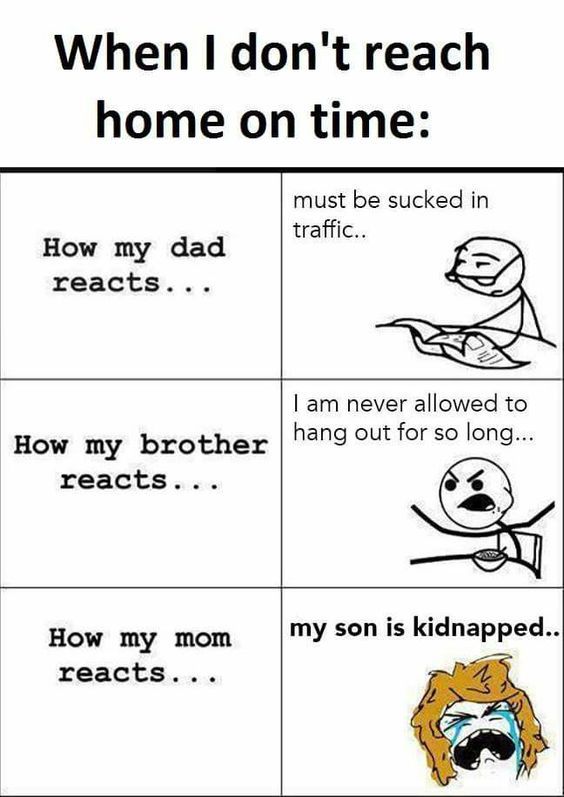 When I don't reach
home on time:
How my dad
reacts...
must be sucked in
traffic..
How my brother
reacts...
I am never allowed to
hang out for so long...
How my mom
reacts...
my son is kidnapped..